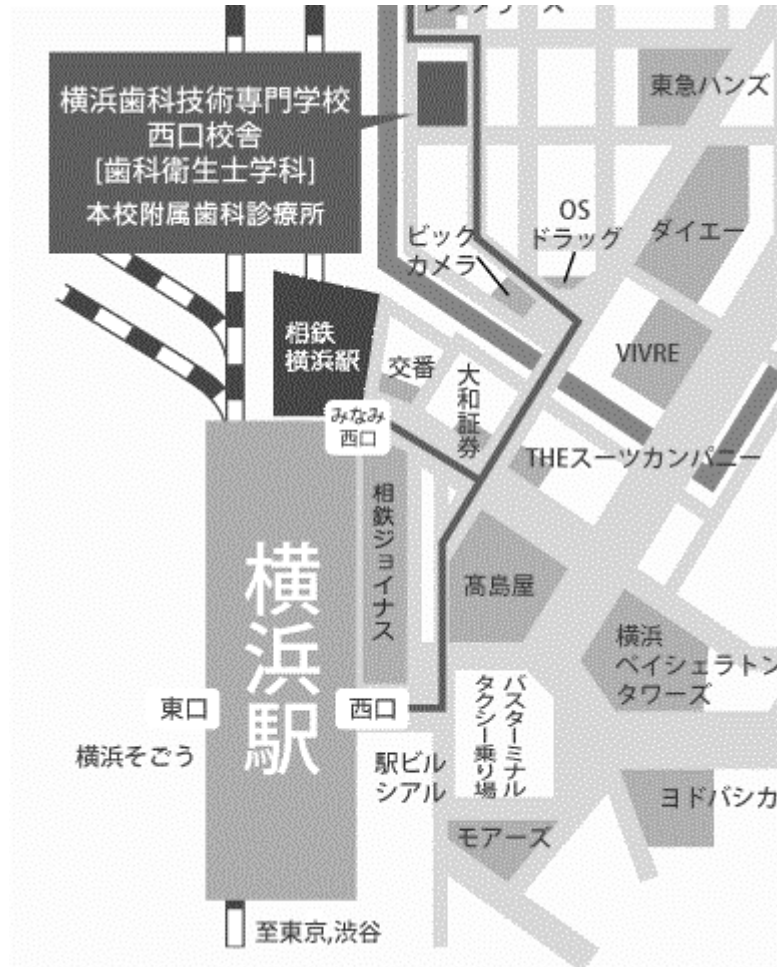 横浜歯科技術専門学校
西口校舎
[歯科衛生士学科]
本校附属歯科診療所
東急ハンズ
OS
ドラッグ
ダイエー
ビック
カメラ
相鉄
横浜駅
交番
大和証券
VIVRE
みなみ
西口
THEスーツカンパニー
相鉄ジョイナス
髙島屋
横浜駅
横浜
ベイシェラトン
タワーズ
東口
西口
バスターミナル
タクシー乗り場
横浜そごう
駅ビル
シアル
ヨドバシカ
モアーズ
至東京,渋谷